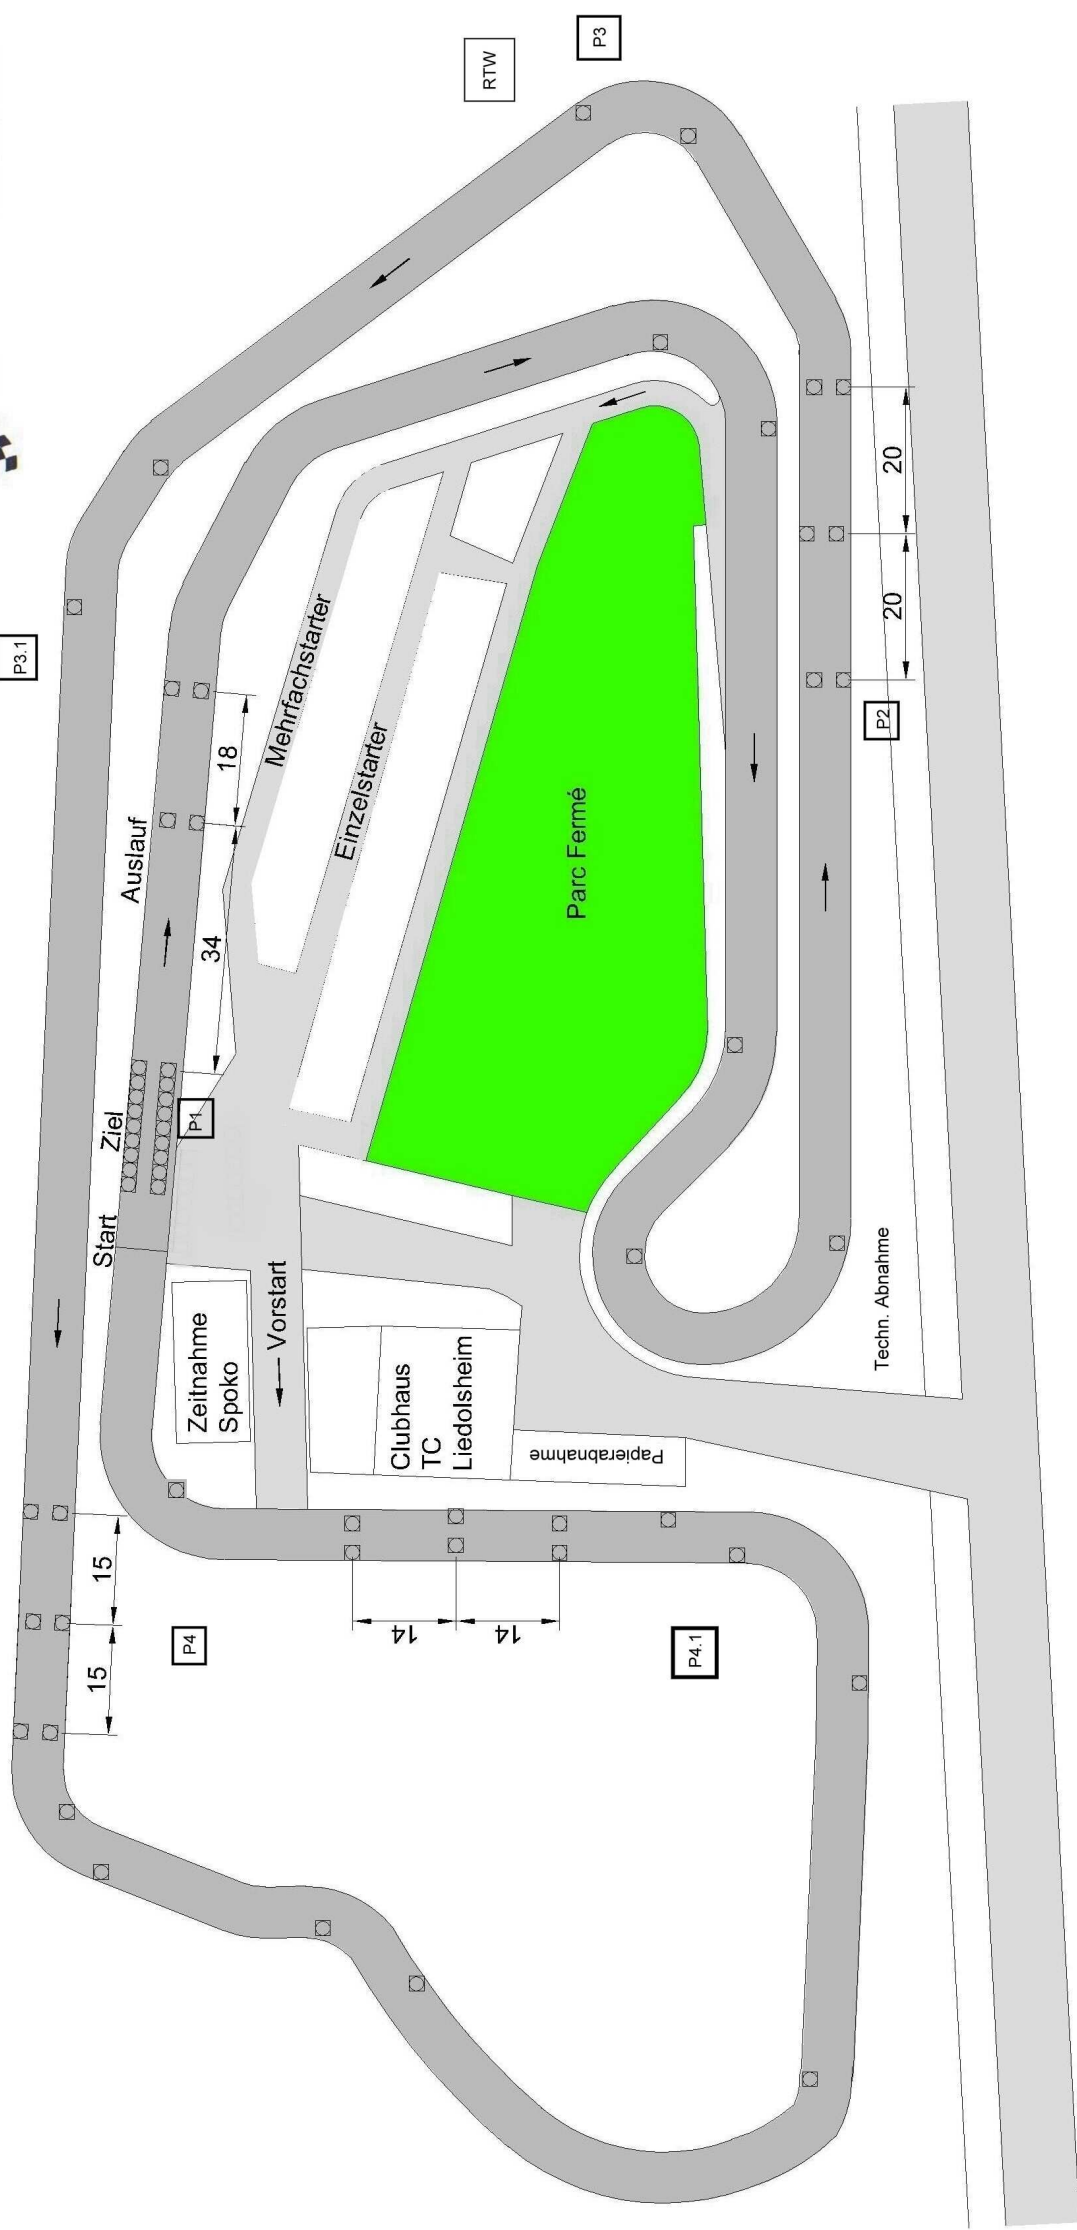 RTW
P3
P3.1
20
20
Mehrfachstarter
18
Einzelstarter
P2
Auslauf
Parc Fermé
34
Ziel
P1
Start
Vorstart
Techn. Abnahme
Zeitnahme
Spoko
Clubhaus
TC
Liedolsheim
Papierabnahme
15
14
14
P4
P4.1
15